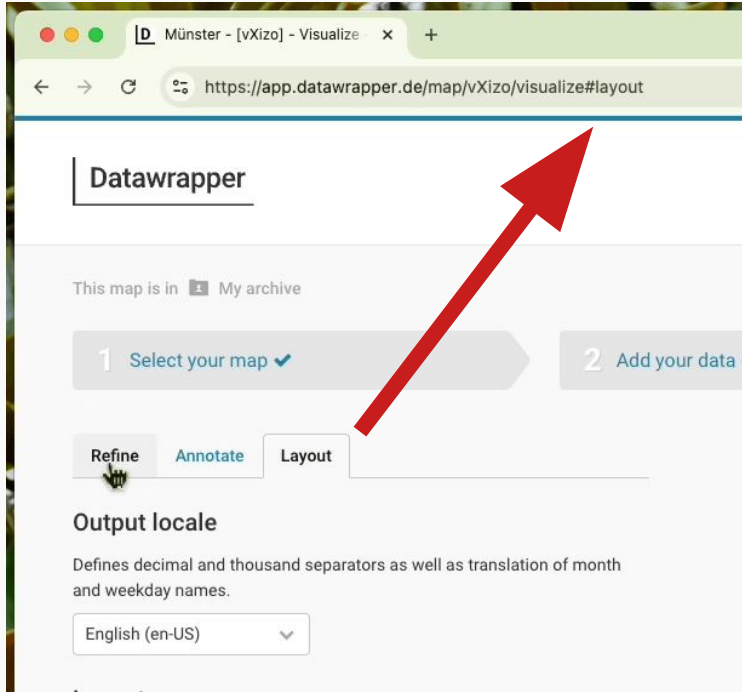 Münster - [vXizo] - Visualize
https://app.datawrapper.de/map/vXizo/visualize#layout
Datawrapper
This map is in My archive
1 Select your map
2 Add your data
Refine Annotate Layout
Output locale
Defines decimal and thousand separators as well as translation of month
and weekday names.
English (en-US)